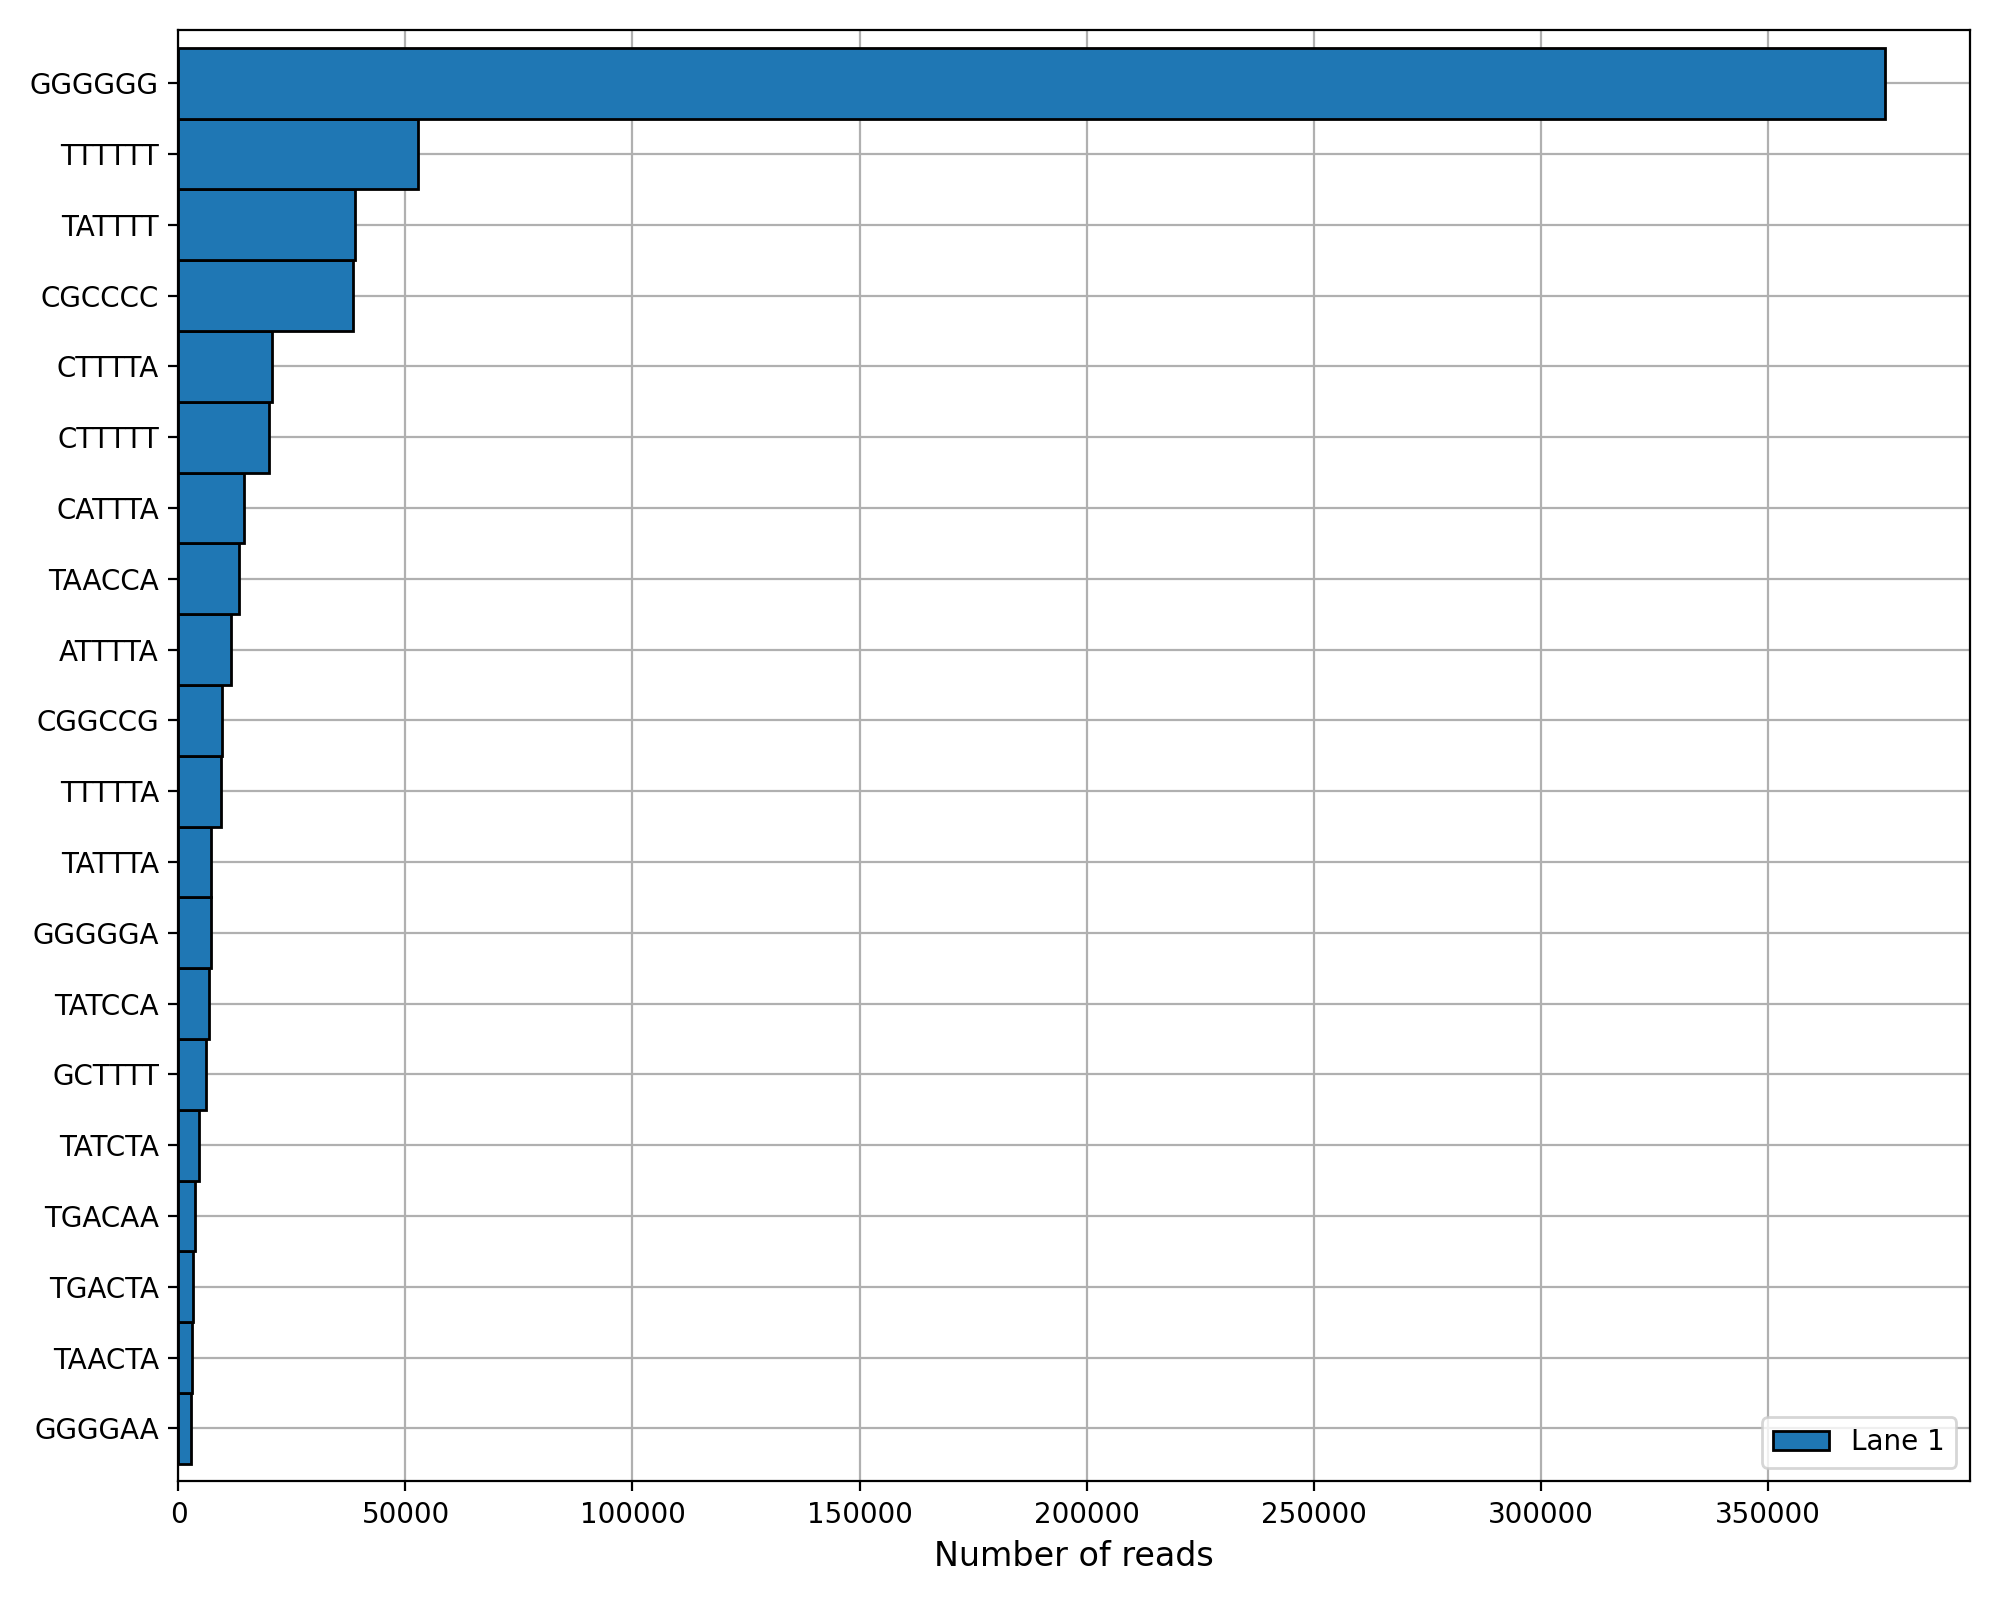 GGGGGG
TTTTTT
TATTTT
CGCCCC
CTTTTA
CTTTTT
CATTTA
TAACCA
ATTTTA
CGGCCG
TTTTTA
TATTTA
GGGGGA
TATCCA
GCTTTT
TATCTA
TGACAA
TGACTA
TAACTA
GGGGAA
Lane 1
0 50000 100000 150000 200000 250000 300000 350000
Number of reads